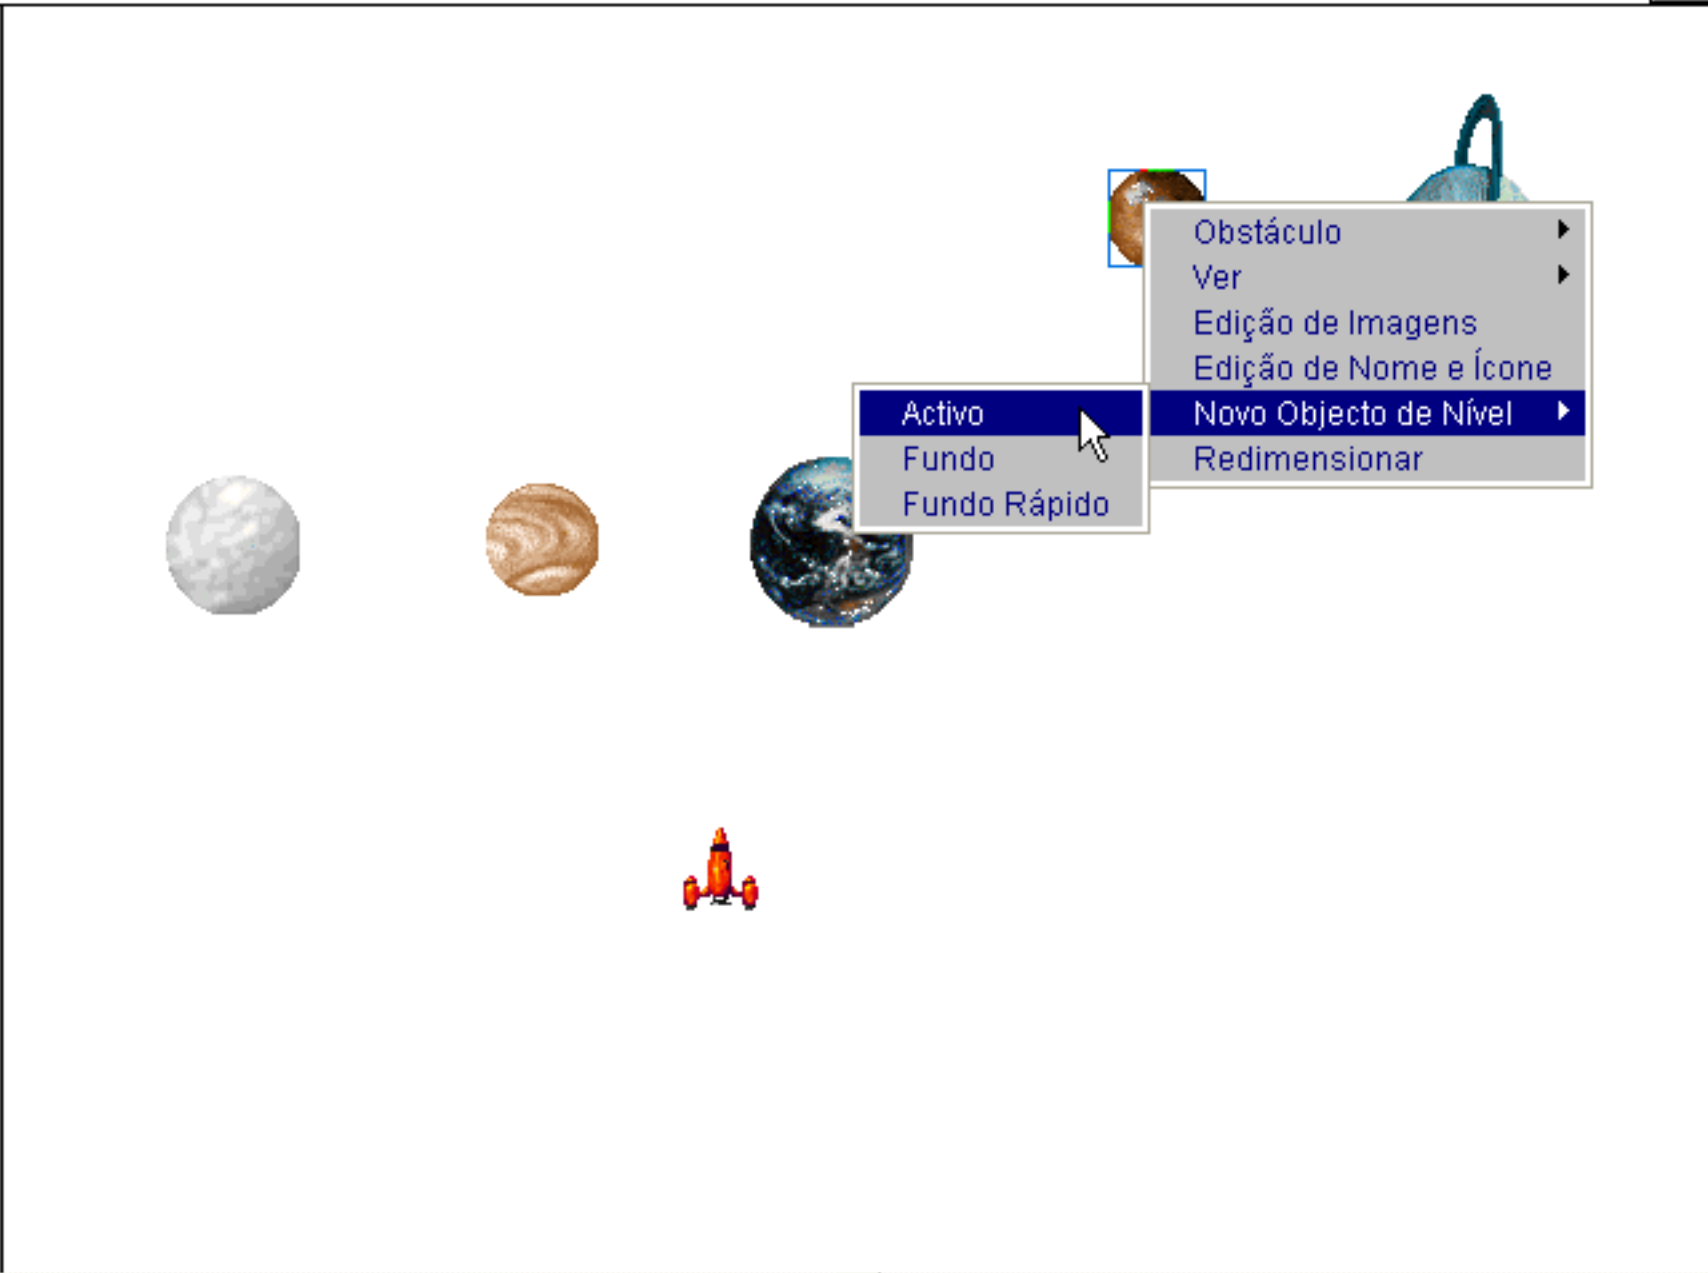 Obstáculo
Ver
Edição de Imagens
Edição de Nome e Ícone
Novo Objecto de Nível
Redimensionar
Activo
Fundo
Fundo Rápido